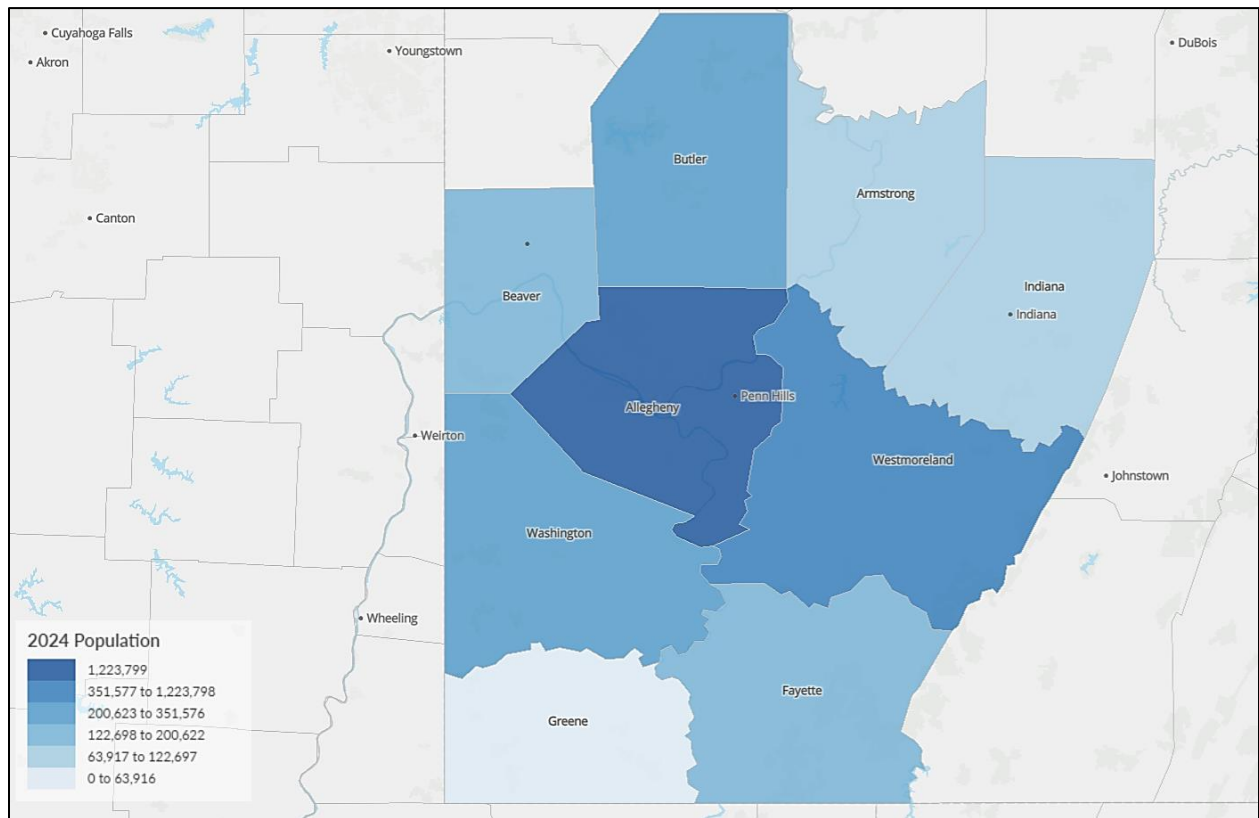 Cuyahoga Falls
Akron
Youngstown
DuBois
Butler
Armstrong
Canton
Beaver
Indiana
Indiana
Penn Hills
Allegheny
Weirton
Westmoreland
Johnstown
Washington
Wheeling
Fayette
Greene
2024 Population
1,223,799
351,577 to 1,223,798
200,623 to 351,576
122,698 to 200,622
63,917 to 122,697
0 to 63,916